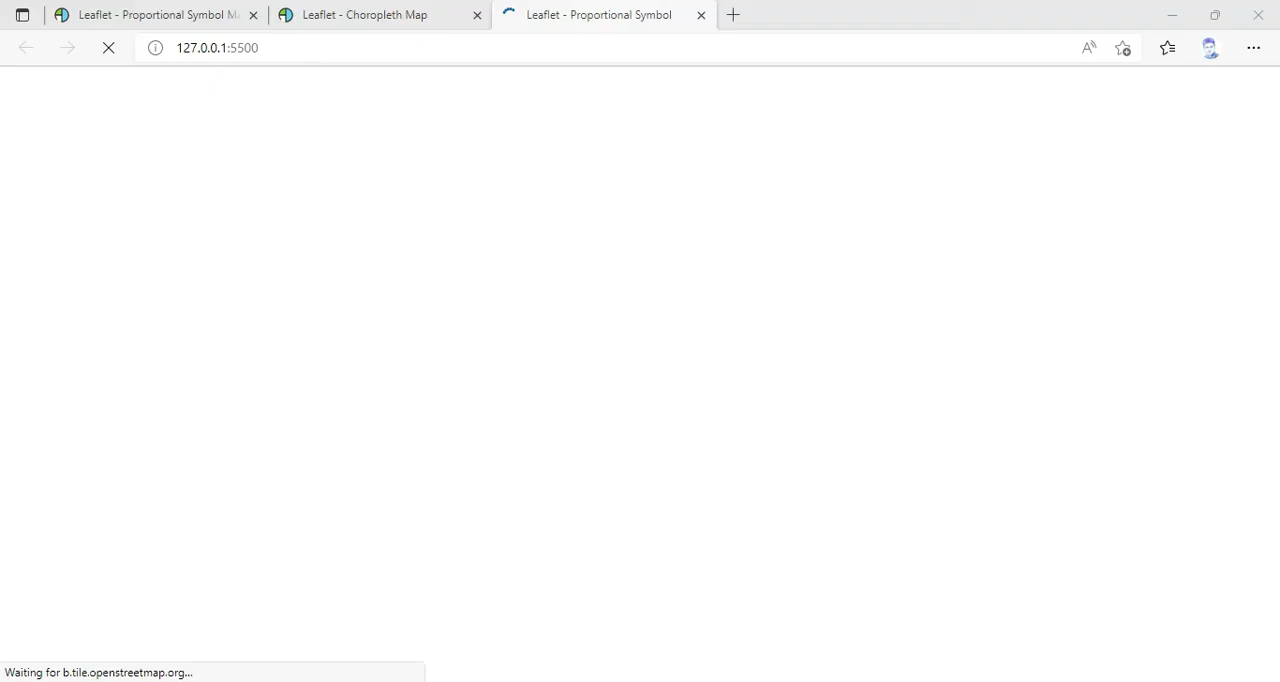 Leaflet - Proportional Symbol M
Leaflet - Choropleth Map
Leaflet - Proportional Symbol
127.0.0.1:5500
Waiting for b.tile.openstreetmap.org...